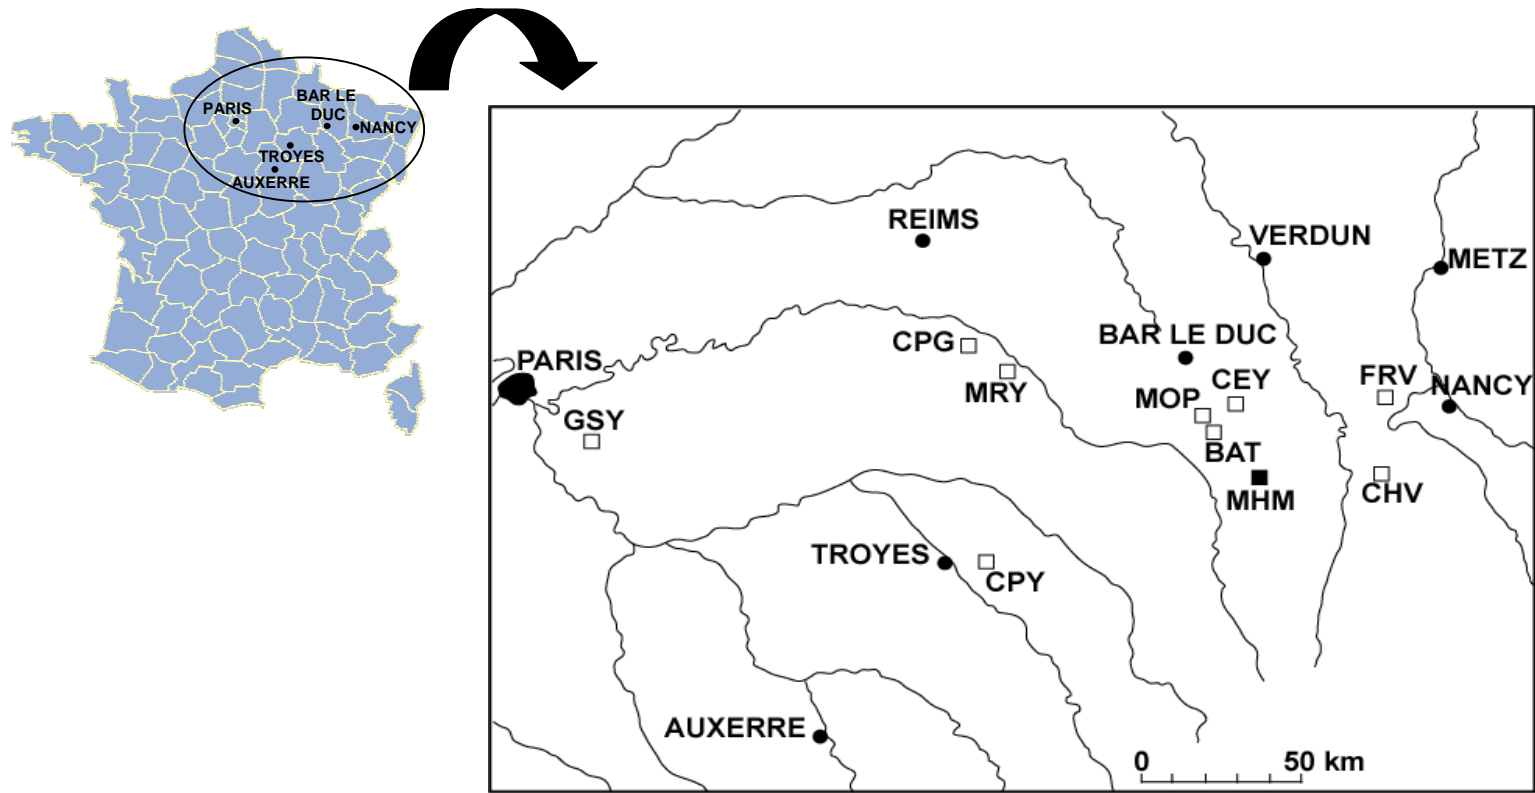 PARIS
BAR LE
DUC
NANCY
TROYES
AUXERRE
REIMS
VERDUN
METZ
CPG
BAR LE DUC
PARIS
MRY
CEY
FRV
NANCY
MOP
GSY
BAT
MHM
CHV
TROYES
CPY
AUXERRE
0 50 km